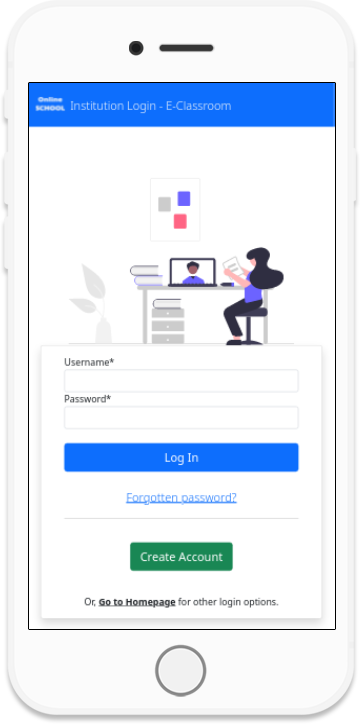 Online
SCHOOL
Institution Login - E-Classroom
Username*
Password*
Log In
Forgotten password?
Create Account
Or, Go to Homepage for other login options.